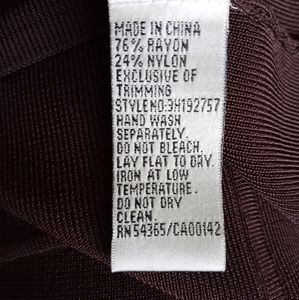 MADE IN CHINA
76% RAYON
24% NYLON
EXCLUSIVE OF
TRIMMING
STYLE NO:3H192757
HAND WASH
SEPARATELY.
DO NOT BLEACH.
LAY FLAT TO DRY.
IRON AT LOW
TEMPERATURE.
DO NOT DRY
CLEAN.
RN54365/CA00142